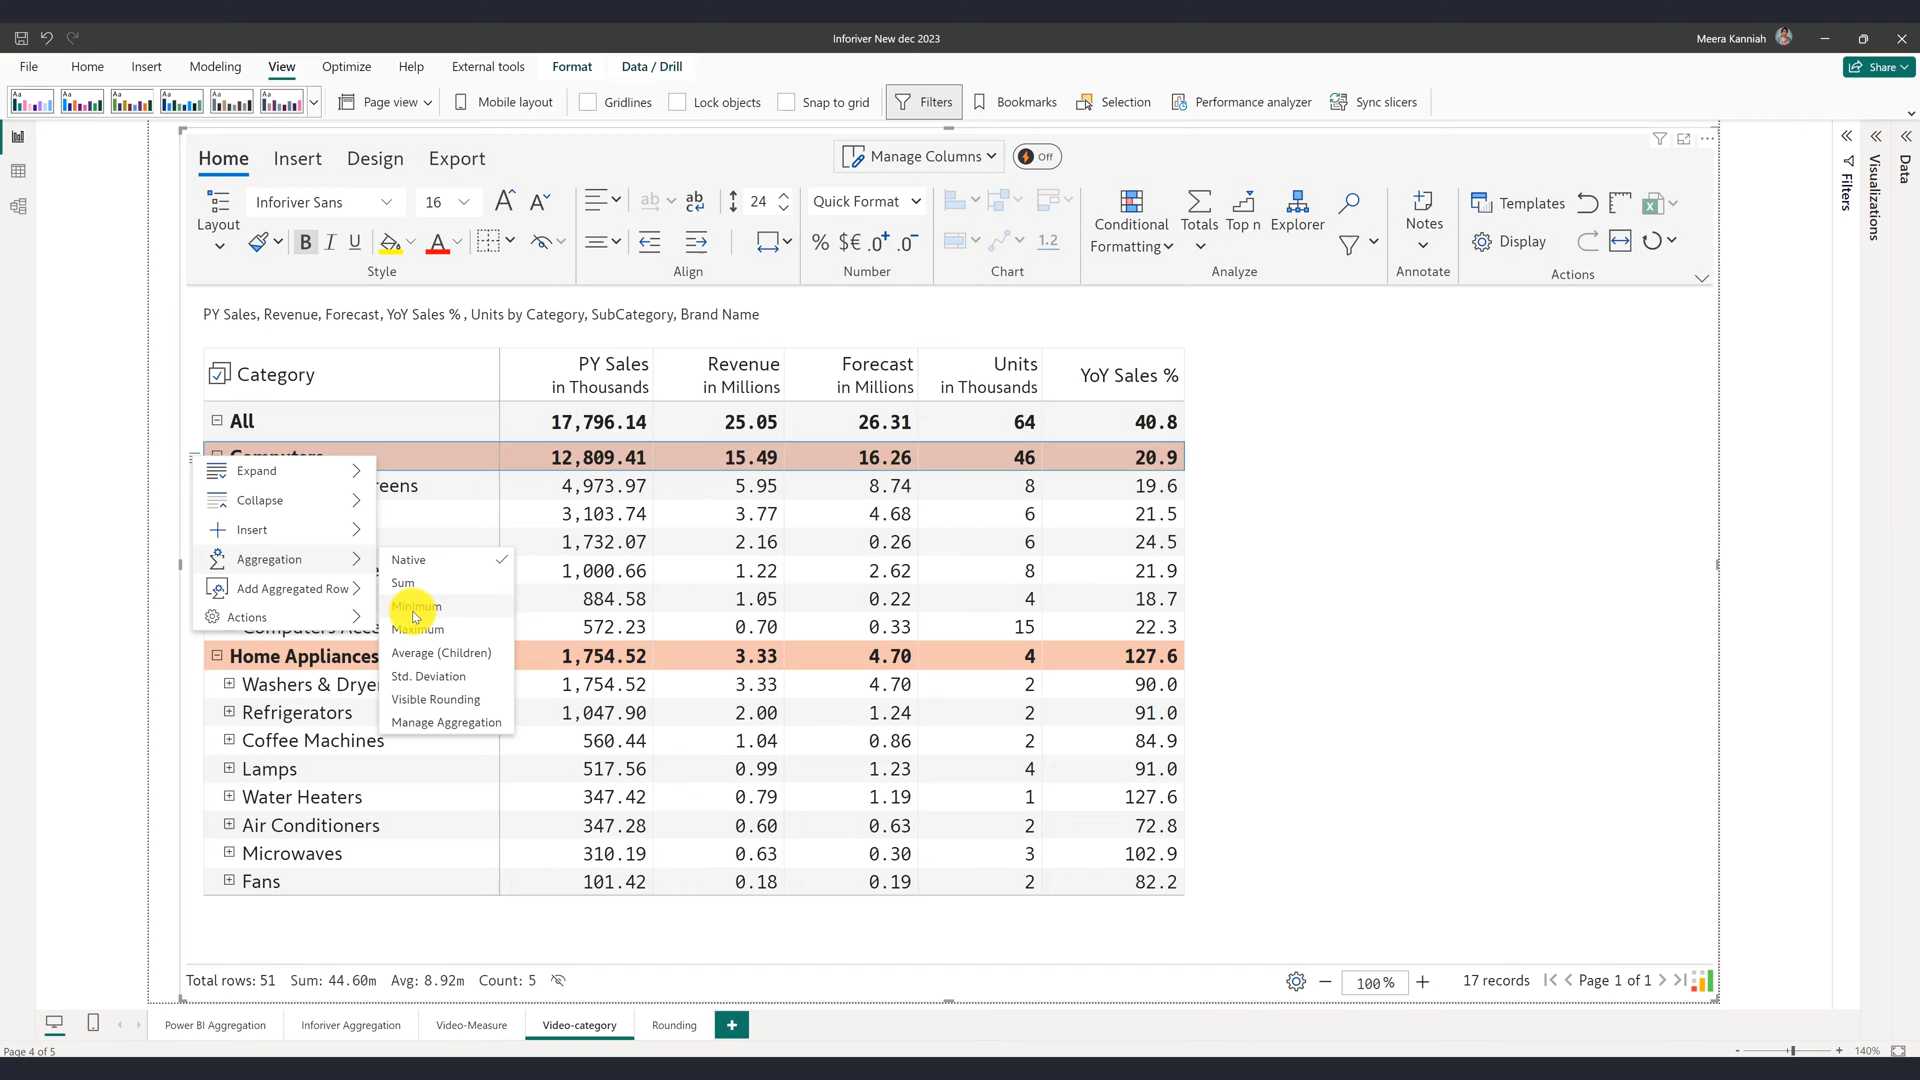 Inforiver New dec 2023
Meera Kanniah
File Home Insert Modeling View Optimize Help External tools Format Data / Drill
Share
Aa Aa Aa Aa Aa Aa Page view Mobile layout Gridlines Lock objects Snap to grid Filters Bookmarks Selection Performance analyzer Sync slicers
Home Insert Design Export
Manage Columns Off
Layout Inforiver Sans 16 A A ab ab 24 Quick Format
B I U A % $€ .0 .0 1.2
Conditional Formatting Totals Top n Explorer Notes Templates Display
Style Align Number Chart Analyze Annotate Actions
Filters
Visualizations
Data
PY Sales, Revenue, Forecast, YoY Sales % , Units by Category, SubCategory, Brand Name
Category PY Sales in Thousands Revenue in Millions Forecast in Millions Units in Thousands YoY Sales %
All 17,796.14 25.05 26.31 64 40.8
12,809.41 15.49 16.26 46 20.9
reens 4,973.97 5.95 8.74 8 19.6
3,103.74 3.77 4.68 6 21.5
1,732.07 2.16 0.26 6 24.5
e 1,000.66 1.22 2.62 8 21.9
884.58 1.05 0.22 4 18.7
572.23 0.70 0.33 15 22.3
Home Appliances 1,754.52 3.33 4.70 4 127.6
Washers & Drye 1,754.52 3.33 4.70 2 90.0
Refrigerators 1,047.90 2.00 1.24 2 91.0
Coffee Machines 560.44 1.04 0.86 2 84.9
Lamps 517.56 0.99 1.23 4 91.0
Water Heaters 347.42 0.79 1.19 1 127.6
Air Conditioners 347.28 0.60 0.63 2 72.8
Microwaves 310.19 0.63 0.30 3 102.9
Fans 101.42 0.18 0.19 2 82.2
Expand
Collapse
Insert
Aggregation
Add Aggregated Row
Actions
Native
Sum
Minimum
Maximum
Average (Children)
Std. Deviation
Visible Rounding
Manage Aggregation
Total rows: 51 Sum: 44.60m Avg: 8.92m Count: 5
100% 17 records Page 1 of 1
Power BI Aggregation Inforiver Aggregation Video-Measure Video-category Rounding +
Page 4 of 5
- + 140%